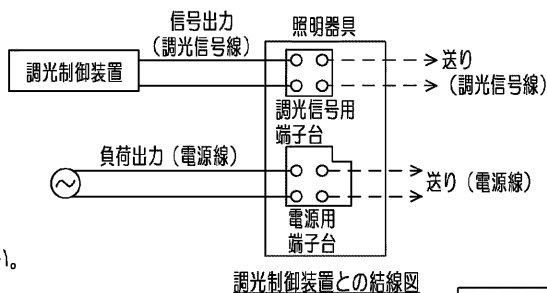 信号出力
(調光信号線)
照明器具
調光制御装置
送り
(調光信号線)
調光信号用
端子台
負荷出力(電源線)
送り(電源線)
電源用
端子台
い。
調光制御装置との結線図